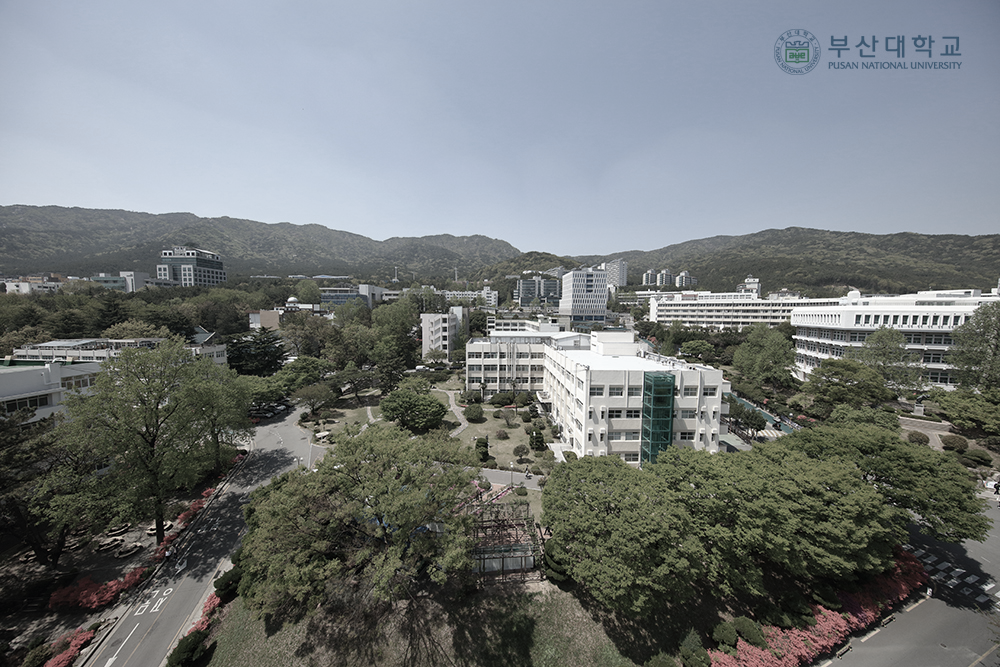 부산대학교
PUSAN NATIONAL UNIVERSITY